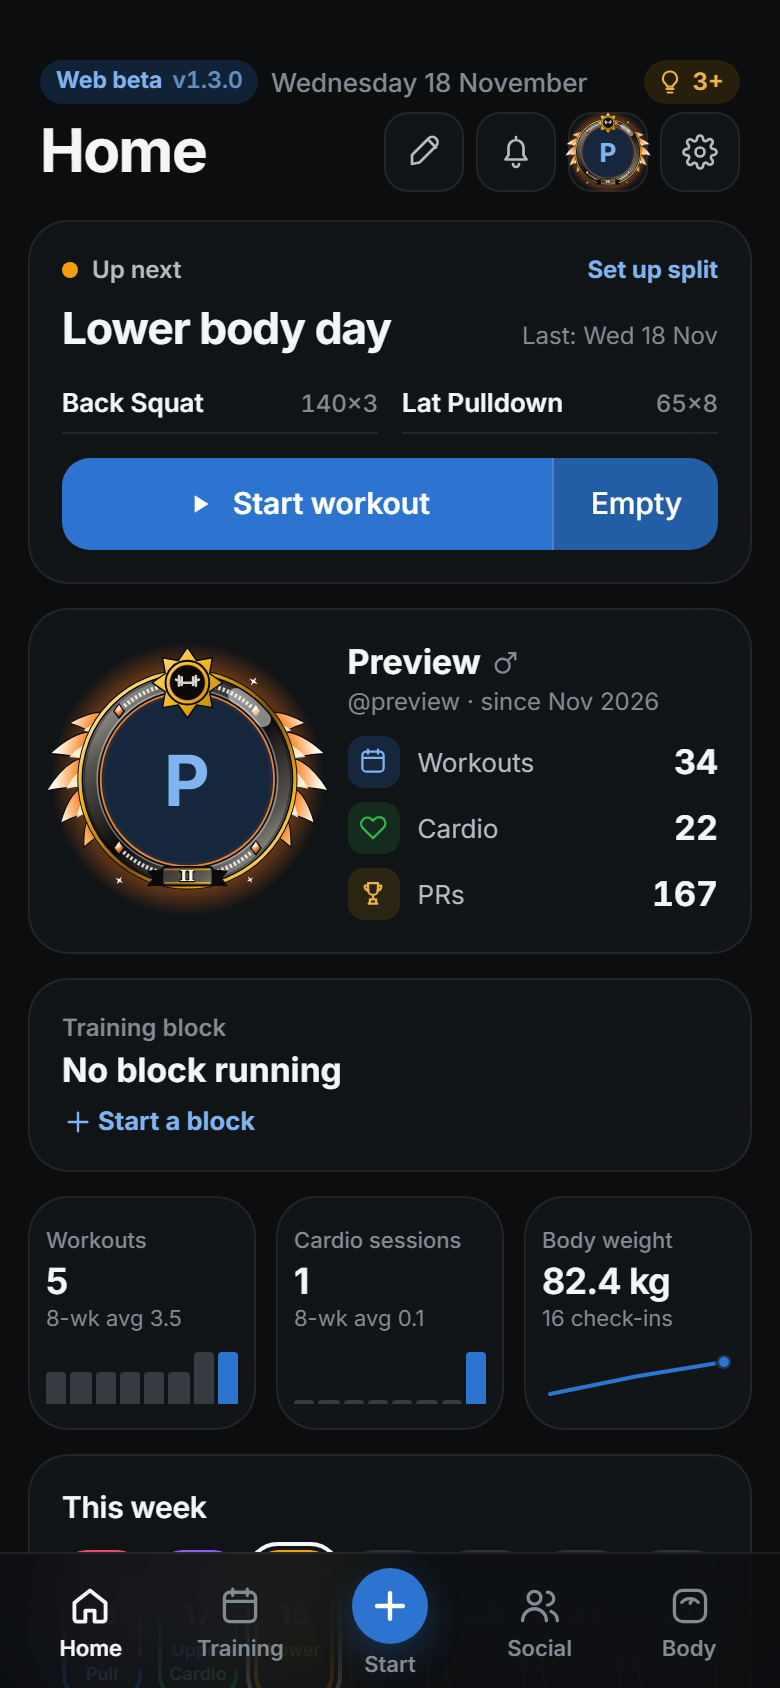 Web beta v1.3.0 Wednesday 18 November 3+
Home
P
Up next Set up split
Lower body day Last: Wed 18 Nov
Back Squat 140×3 Lat Pulldown 65×8
Start workout Empty
Preview
@preview · since Nov 2026
P
II
Workouts 34
Cardio 22
PRs 167
Training block
No block running
Start a block
Workouts Cardio sessions Body weight
5 1 82.4 kg
8-wk avg 3.5 8-wk avg 0.1 16 check-ins
This week
17 18
Home Training Start Social Body
Pull Cardio